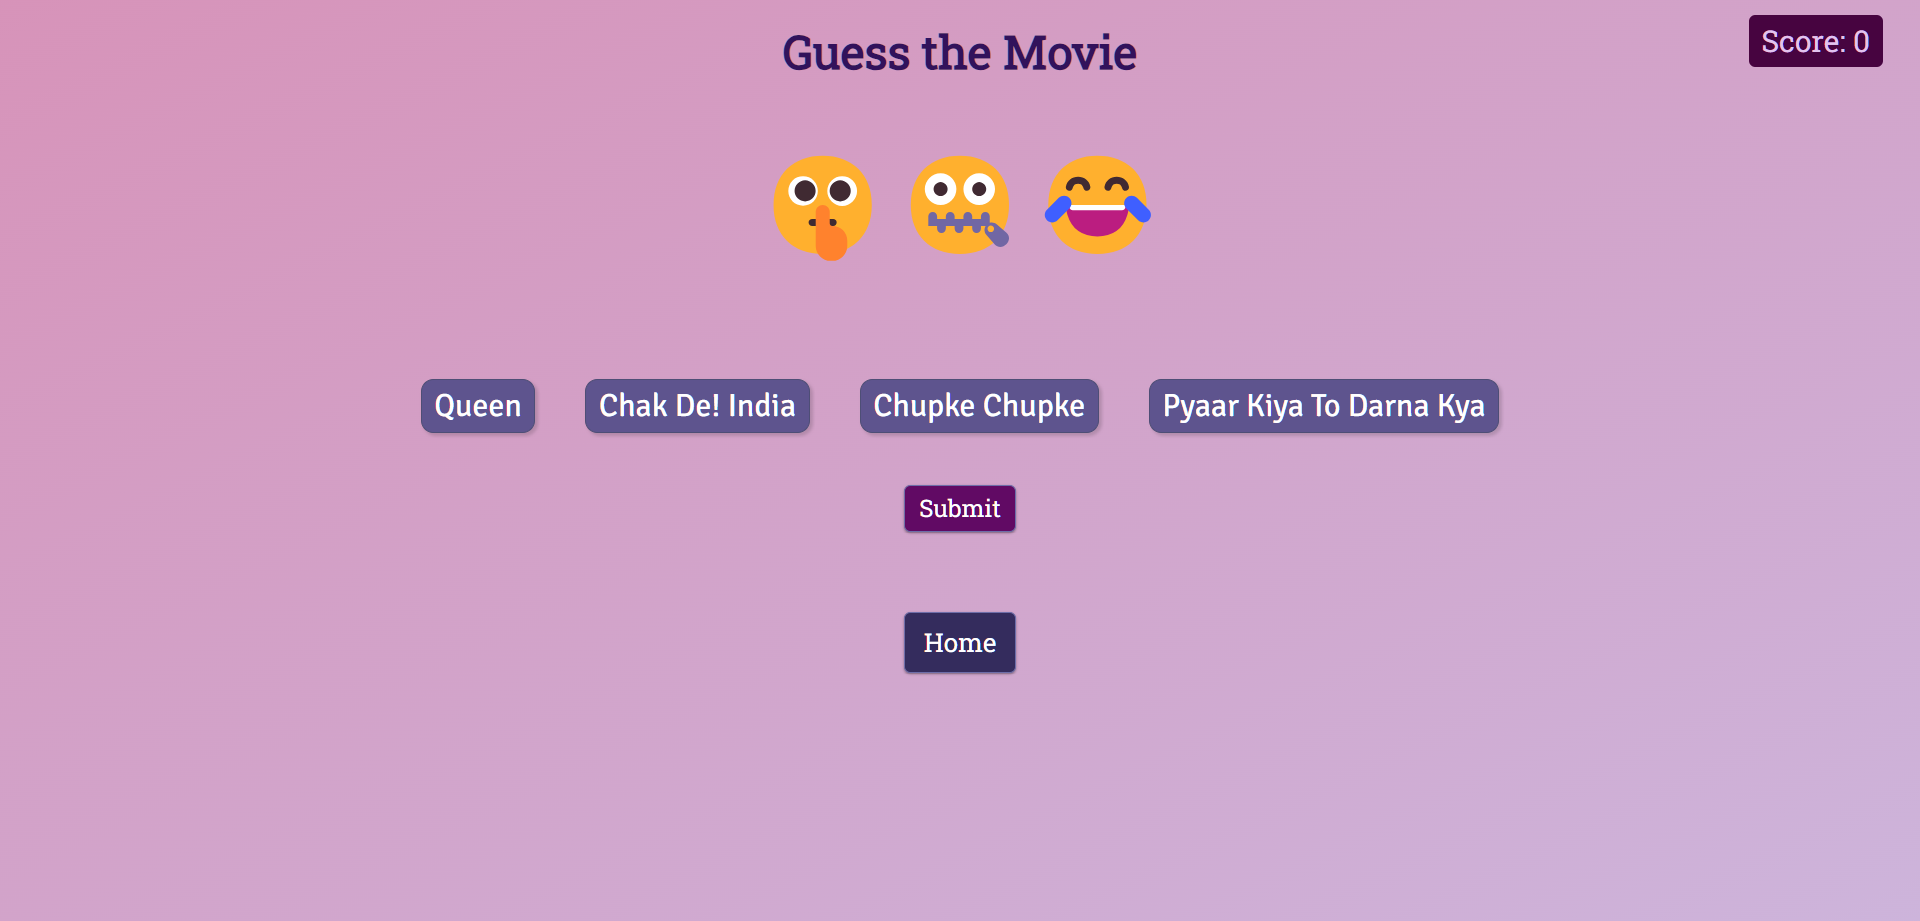 Guess the Movie
Score: 0
Queen
Chak De! India
Chupke Chupke
Pyaar Kiya To Darna Kya
Submit
Home